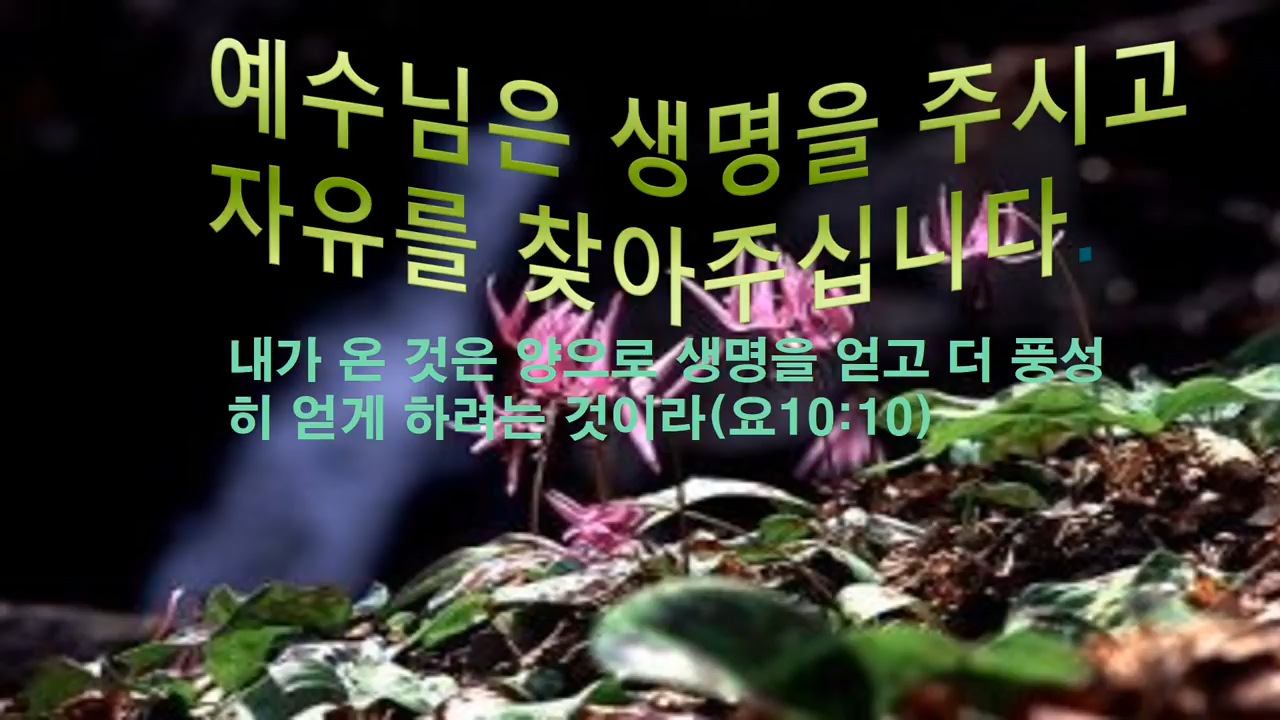 예수님은 생명을 주시고
자유를 찾아주십니다.
내가 온 것은 양으로 생명을 얻고 더 풍성
히 얻게 하려는 것이라(요10:10)